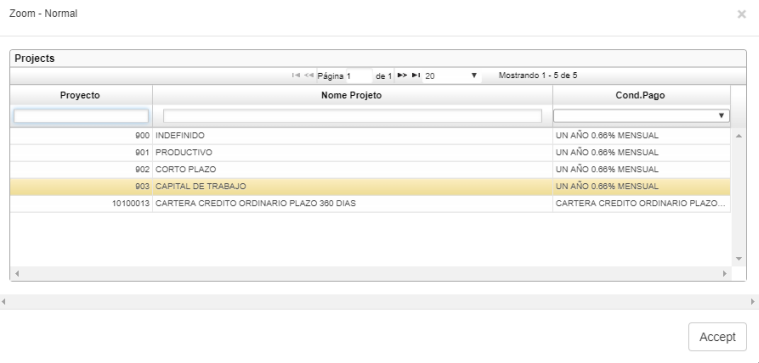 Zoom - Normal ×
Projects
Página 1 de 1 20 Mostrando 1 - 5 de 5
Proyecto Nome Projeto Cond.Pago
900 INDEFINIDO UN AÑO 0.66% MENSUAL
901 PRODUCTIVO UN AÑO 0.66% MENSUAL
902 CORTO PLAZO UN AÑO 0.66% MENSUAL
903 CAPITAL DE TRABAJO UN AÑO 0.66% MENSUAL
10100013 CARTERA CREDITO ORDINARIO PLAZO 360 DIAS CARTERA CREDITO ORDINARIO PLAZO...
Accept